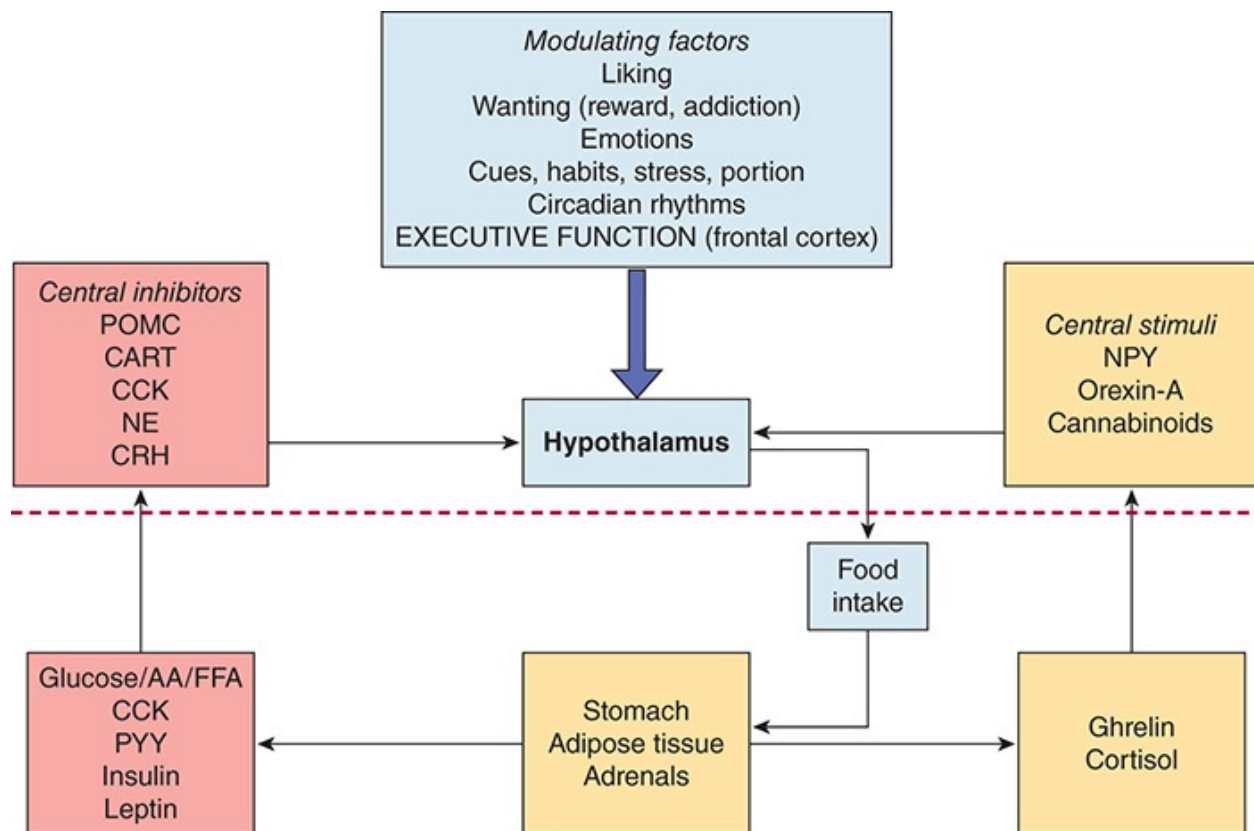 Modulating factors
Liking
Wanting (reward, addiction)
Emotions
Cues, habits, stress, portion
Circadian rhythms
EXECUTIVE FUNCTION (frontal cortex)
Central inhibitors
POMC
CART
CCK
NE
CRH
Hypothalamus
Central stimuli
NPY
Orexin-A
Cannabinoids
Food
intake
Glucose/AA/FFA
CCK
PYY
Insulin
Leptin
Stomach
Adipose tissue
Adrenals
Ghrelin
Cortisol